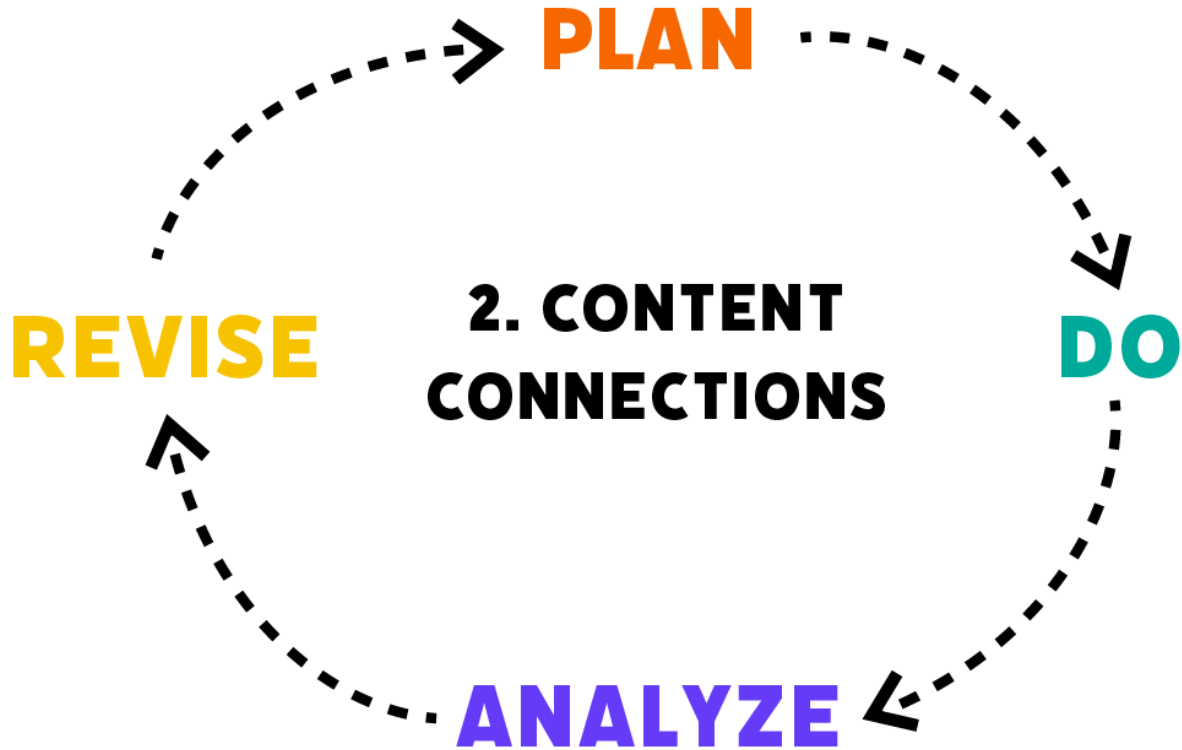 PLAN
REVISE
2. CONTENT
CONNECTIONS
DO
ANALYZE